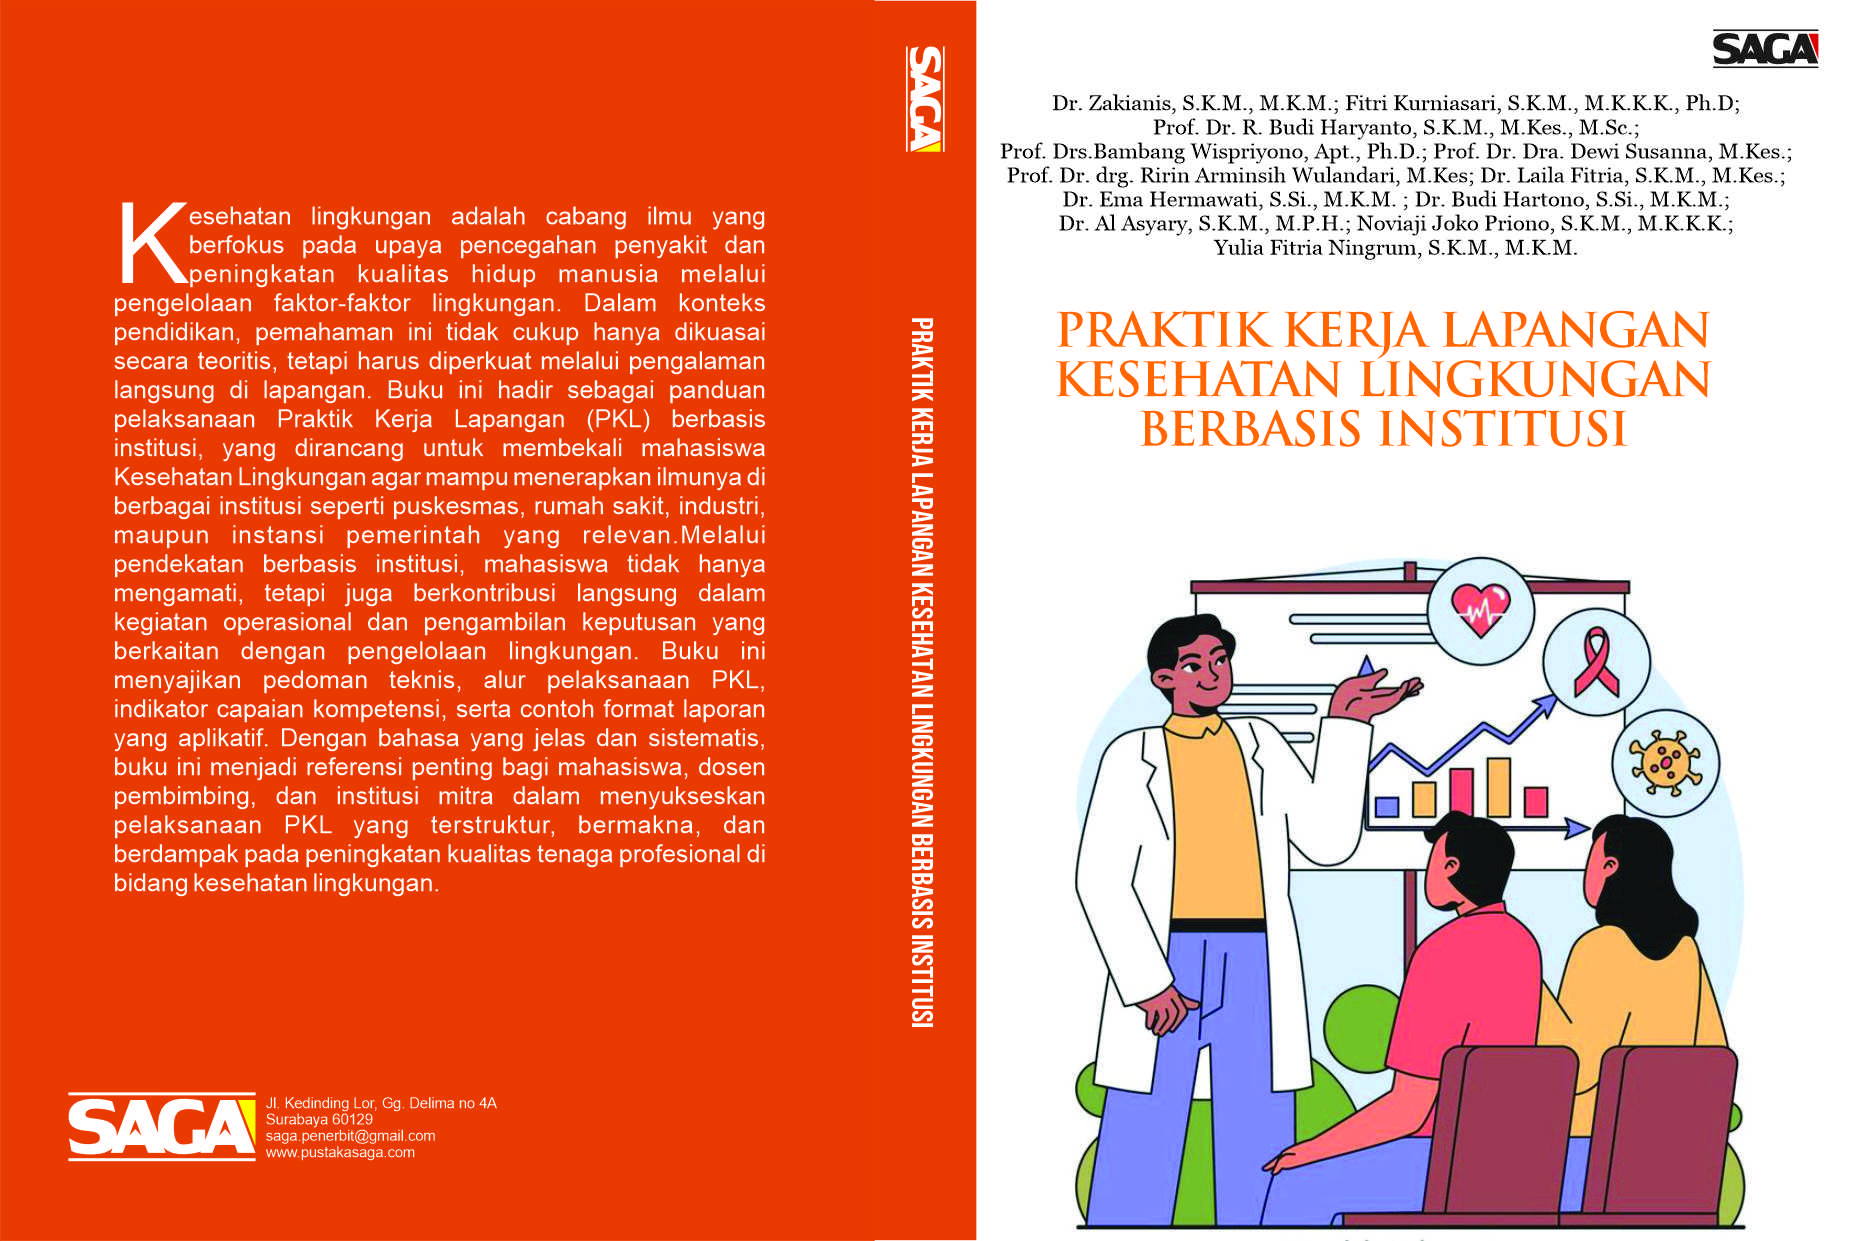 Kesehatan lingkungan adalah cabang ilmu yang
berfokus pada upaya pencegahan penyakit dan
peningkatan kualitas hidup manusia melalui
pengelolaan faktor-faktor lingkungan. Dalam konteks
pendidikan, pemahaman ini tidak cukup hanya dikuasai
secara teoritis, tetapi harus diperkuat melalui pengalaman
langsung di lapangan. Buku ini hadir sebagai panduan
pelaksanaan Praktik Kerja Lapangan (PKL) berbasis
institusi, yang dirancang untuk membekali mahasiswa
Kesehatan Lingkungan agar mampu menerapkan ilmunya di
berbagai institusi seperti puskesmas, rumah sakit, industri,
maupun instansi pemerintah yang relevan.Melalui
pendekatan berbasis institusi, mahasiswa tidak hanya
mengamati, tetapi juga berkontribusi langsung dalam
kegiatan operasional dan pengambilan keputusan yang
berkaitan dengan pengelolaan lingkungan. Buku ini
menyajikan pedoman teknis, alur pelaksanaan PKL,
indikator capaian kompetensi, serta contoh format laporan
yang aplikatif. Dengan bahasa yang jelas dan sistematis,
buku ini menjadi referensi penting bagi mahasiswa, dosen
pembimbing, dan institusi mitra dalam menyukseskan
pelaksanaan PKL yang terstruktur, bermakna, dan
berdampak pada peningkatan kualitas tenaga profesional di
bidang kesehatan lingkungan.
SAGA
Jl. Kedinding Lor, Gg. Delima no 4A
Surabaya 60129
saga.penerbit@gmail.com
www.pustakasaga.com
SAGA
PRAKTIK KERJA LAPANGAN KESEHATAN LINGKUNGAN BERBASIS INSTITUSI
SAGA
Dr. Zakianis, S.K.M., M.K.M.; Fitri Kurniasari, S.K.M., M.K.K.K., Ph.D;
Prof. Dr. R. Budi Haryanto, S.K.M., M.Kes., M.Sc.;
Prof. Drs.Bambang Wispriyono, Apt., Ph.D.; Prof. Dr. Dra. Dewi Susanna, M.Kes.;
Prof. Dr. drg. Ririn Arminsih Wulandari, M.Kes; Dr. Laila Fitria, S.K.M., M.Kes.;
Dr. Ema Hermawati, S.Si., M.K.M. ; Dr. Budi Hartono, S.Si., M.K.M.;
Dr. Al Asyary, S.K.M., M.P.H.; Noviaji Joko Priono, S.K.M., M.K.K.K.;
Yulia Fitria Ningrum, S.K.M., M.K.M.
PRAKTIK KERJA LAPANGAN
KESEHATAN LINGKUNGAN
BERBASIS INSTITUSI